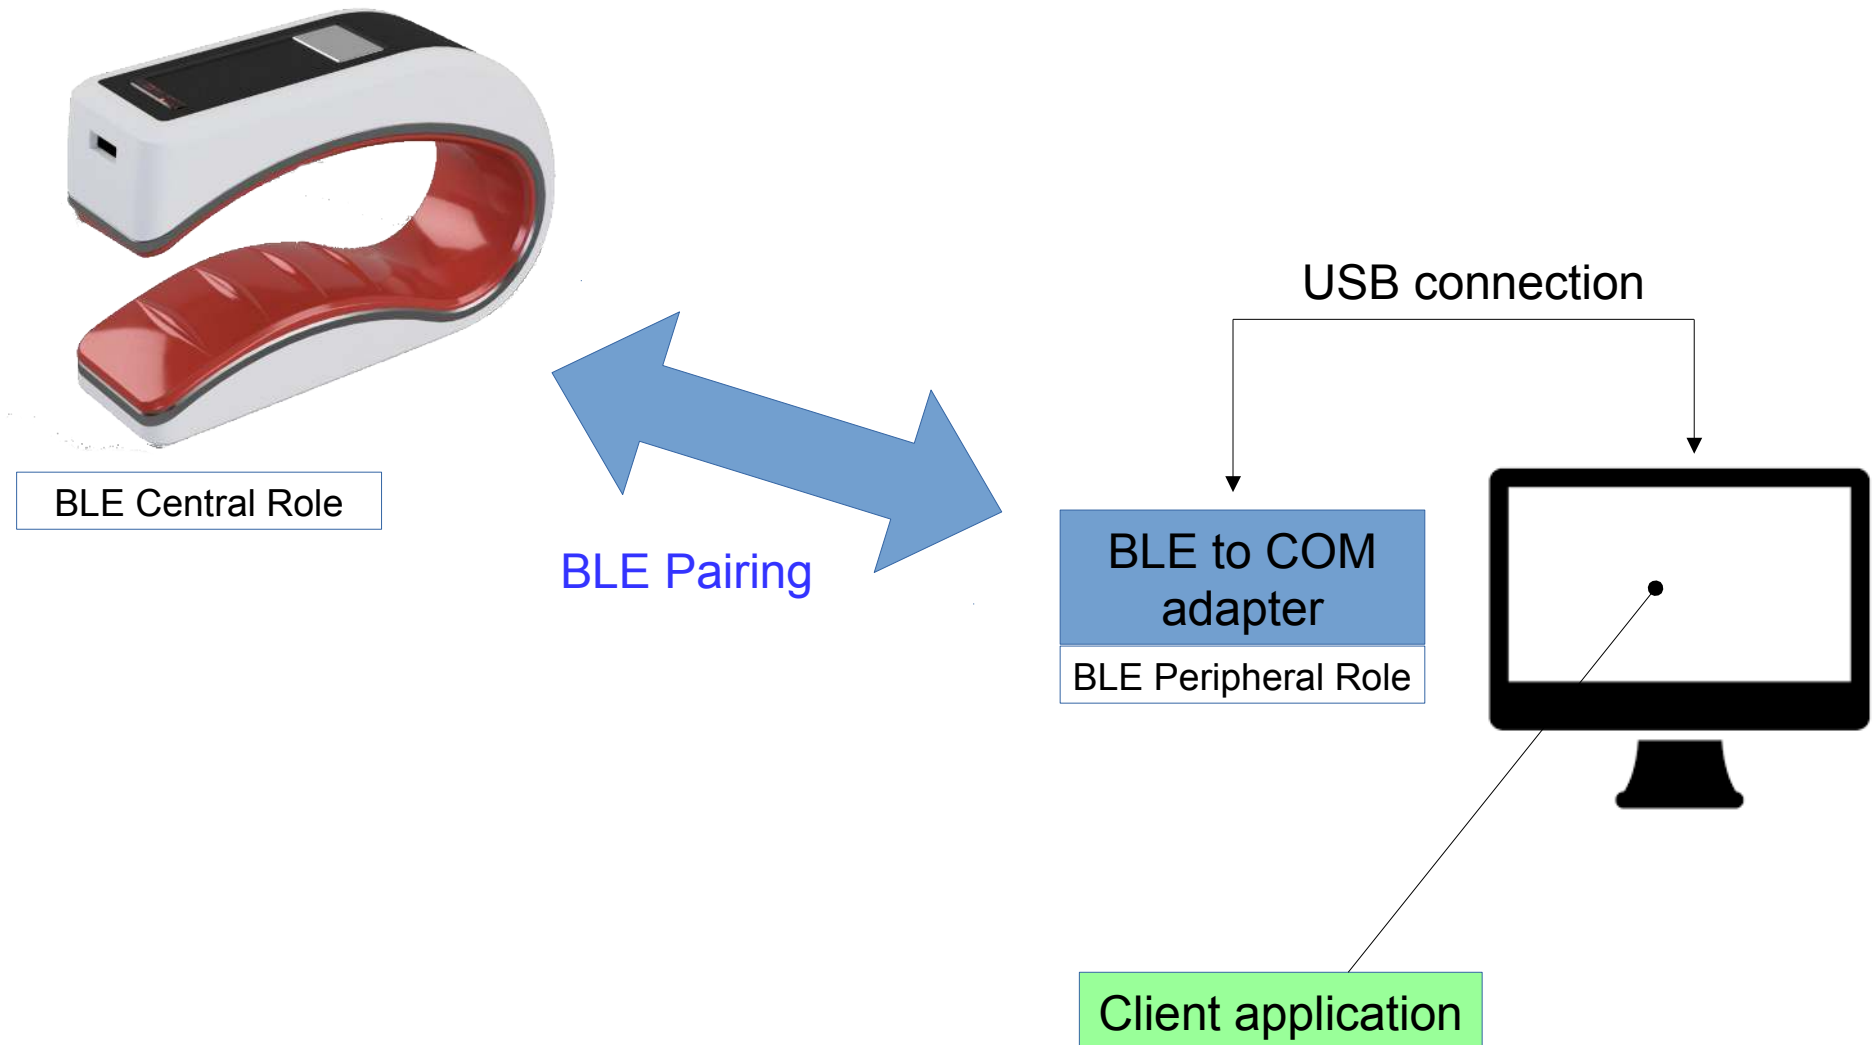 USB connection
BLE Central Role
BLE to COM
adapter
BLE Pairing
BLE Peripheral Role
Client application